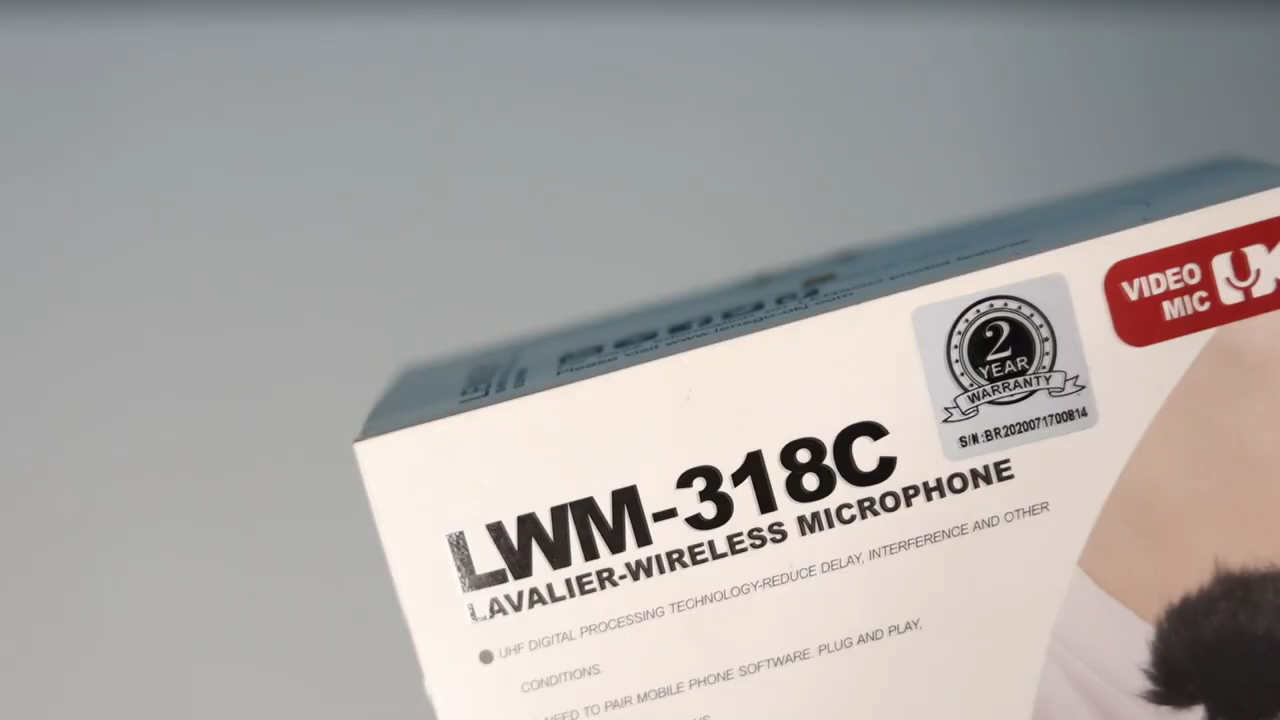 VIDEO
MIC
2
YEAR
WARRANTY
S/N:BR2020071700814
LWM-318C
LAVALIER-WIRELESS MICROPHONE
UHF DIGITAL PROCESSING TECHNOLOGY-REDUCE DELAY, INTERFERENCE AND OTHER
CONDITIONS.
NEED TO PAIR MOBILE PHONE SOFTWARE. PLUG AND PLAY,